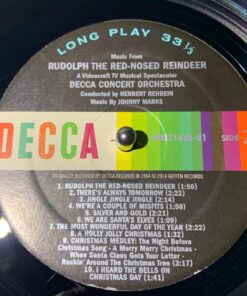 LONG PLAY 33⅓
Music From
RUDOLPH THE RED-NOSED REINDEER
A Videocraft TV Musical Spectacular
DECCA CONCERT ORCHESTRA
Conducted by HERBERT REHBEIN
Music By JOHNNY MARKS
DECCA
SIDE
ORIGINALLY RELEASED BY DECCA RECORDS IN 1964 © 2014 GEFFEN RECORDS
1. RUDOLPH THE RED-NOSED REINDEER (1:50)
2. THERE'S ALWAYS TOMORROW (2:22)
3. JINGLE JINGLE JINGLE (2:14)
4. WE'RE A COUPLE OF MISFITS (1:50)
5. SILVER AND GOLD (2:22)
6. WE ARE SANTA'S ELVES (1:30)
7. THE MOST WONDERFUL DAY OF THE YEAR (2:21)
8. A HOLLY JOLLY CHRISTMAS (1:15)
9. CHRISTMAS MEDLEY: The Night Before
Christmas Song - A Merry Merry Christmas -
When Santa Claus Gets Your Letter -
Rockin' Around The Christmas Tree (3:17)
10. I HEARD THE BELLS ON
CHRISTMAS DAY (1:41)